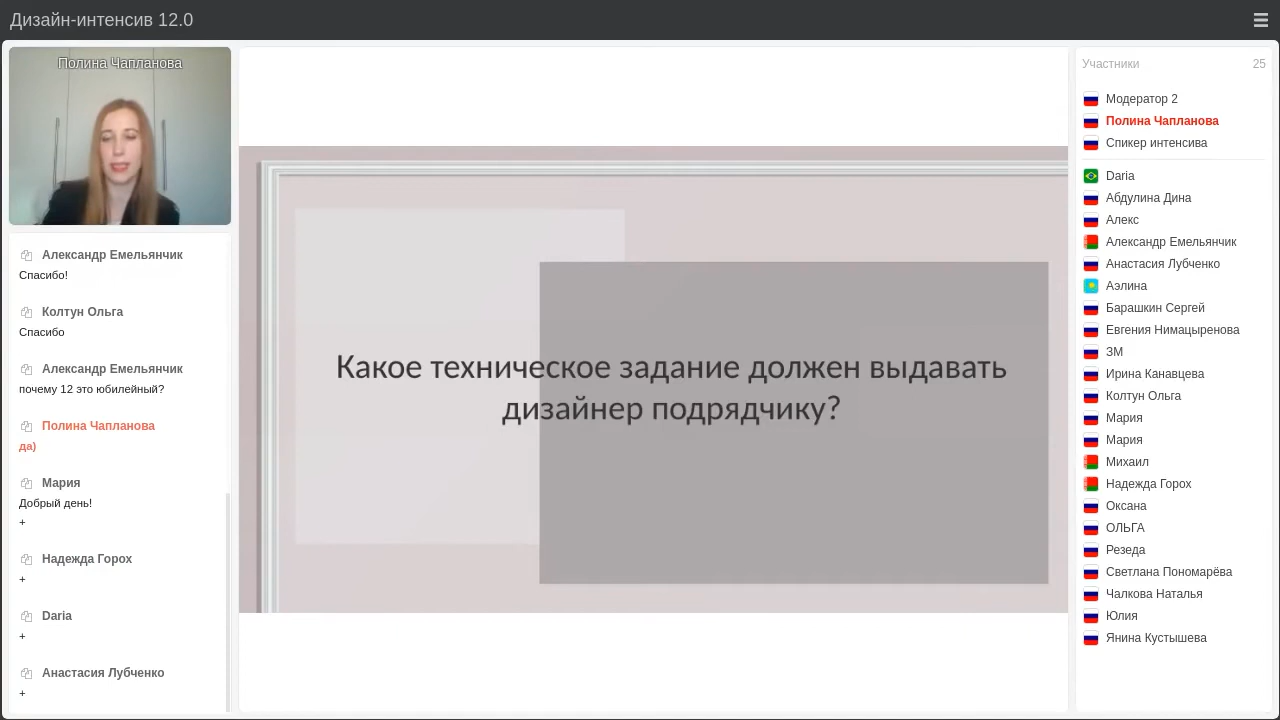 Дизайн-интенсив 12.0
Полина Чапланова
Александр Емельянчик
Спасибо!
Колтун Ольга
Спасибо
Александр Емельянчик
почему 12 это юбилейный?
Полина Чапланова
да)
Мария
Добрый день!
+
Надежда Горох
+
Daria
+
Анастасия Лубченко
+
Какое техническое задание должен выдавать
дизайнер подрядчику?
Участники 25
Модератор 2
Полина Чапланова
Спикер интенсива
Daria
Абдулина Дина
Алекс
Александр Емельянчик
Анастасия Лубченко
Аэлина
Барашкин Сергей
Евгения Нимацыренова
ЗМ
Ирина Канавцева
Колтун Ольга
Мария
Мария
Михаил
Надежда Горох
Оксана
ОЛЬГА
Резеда
Светлана Пономарёва
Чалкова Наталья
Юлия
Янина Кустышева